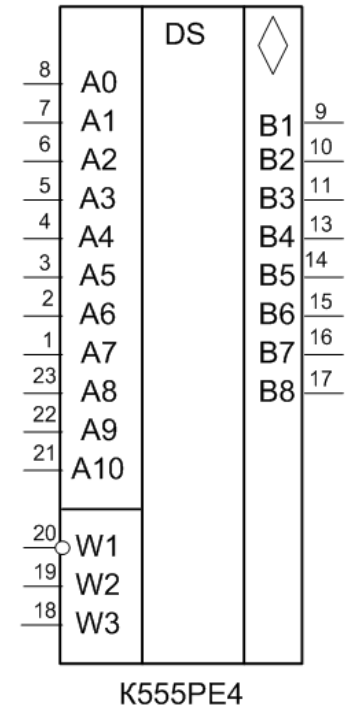 DS
8 A0
7 A1 B1 9
6 A2 B2 10
5 A3 B3 11
4 A4 B4 13
3 A5 B5 14
2 A6 B6 15
1 A7 B7 16
23 A8 B8 17
22 A9
21 A10
20 W1
19 W2
18 W3
К555РЕ4